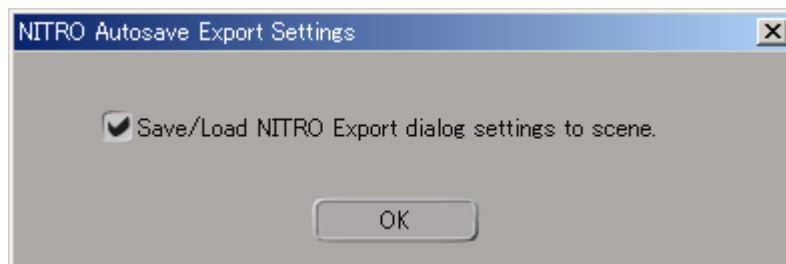 NITRO Autosave Export Settings
Save/Load NITRO Export dialog settings to scene.
OK